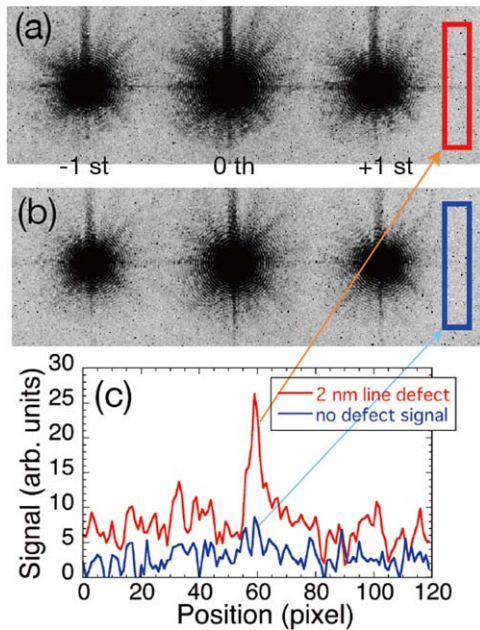 (a)
-1 st 0 th +1 st
(b)
(c)
30
25
20
15
10
5
0
Signal (arb. units)
2 nm line defect
no defect signal
0 20 40 60 80 100 120
Position (pixel)